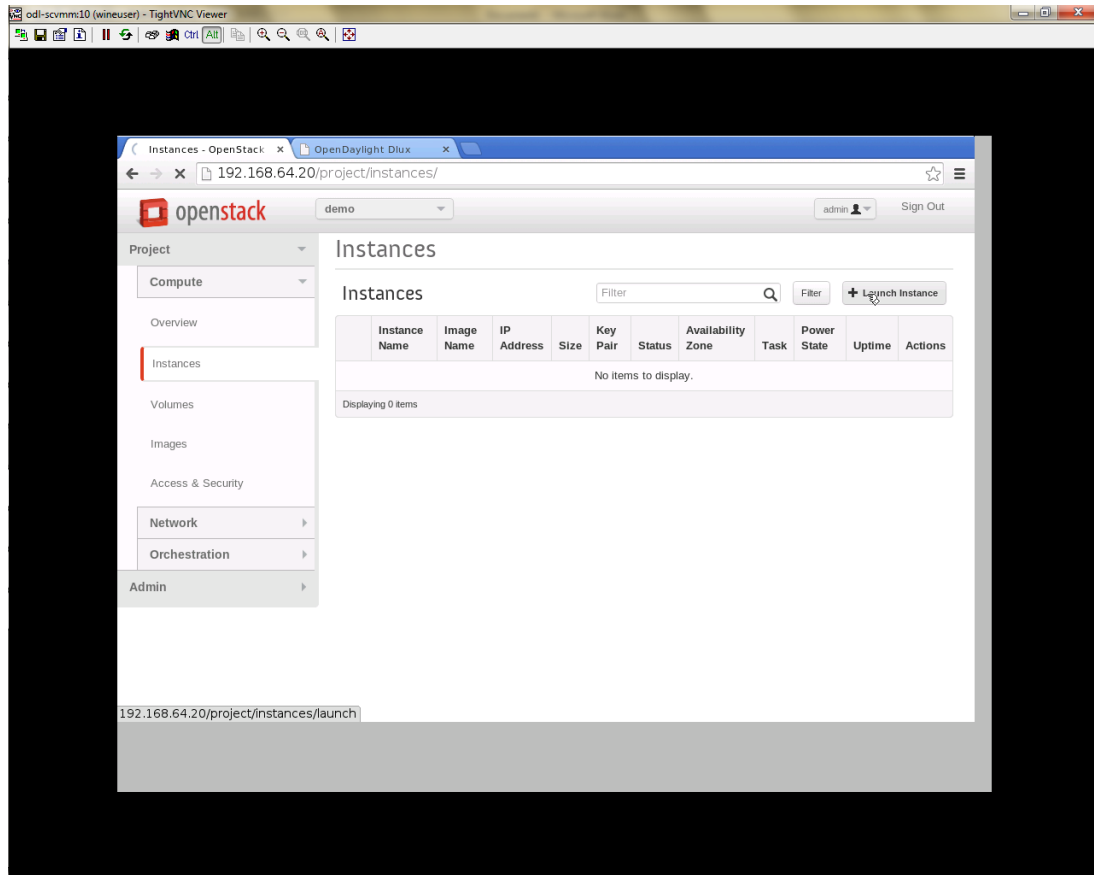 odl-scvmm:10 (wineuser) - TightVNC Viewer
Ctrl Alt
Instances - OpenStack
OpenDaylight Dlux
192.168.64.20/project/instances/
openstack
demo
admin
Sign Out
Project
Compute
Overview
Instances
Volumes
Images
Access & Security
Network
Orchestration
Admin
Instances
Instances
Filter
Filter
Launch Instance
Instance Name
Image Name
IP Address
Size
Key Pair
Status
Availability Zone
Task
Power State
Uptime
Actions
No items to display.
Displaying 0 items
192.168.64.20/project/instances/launch